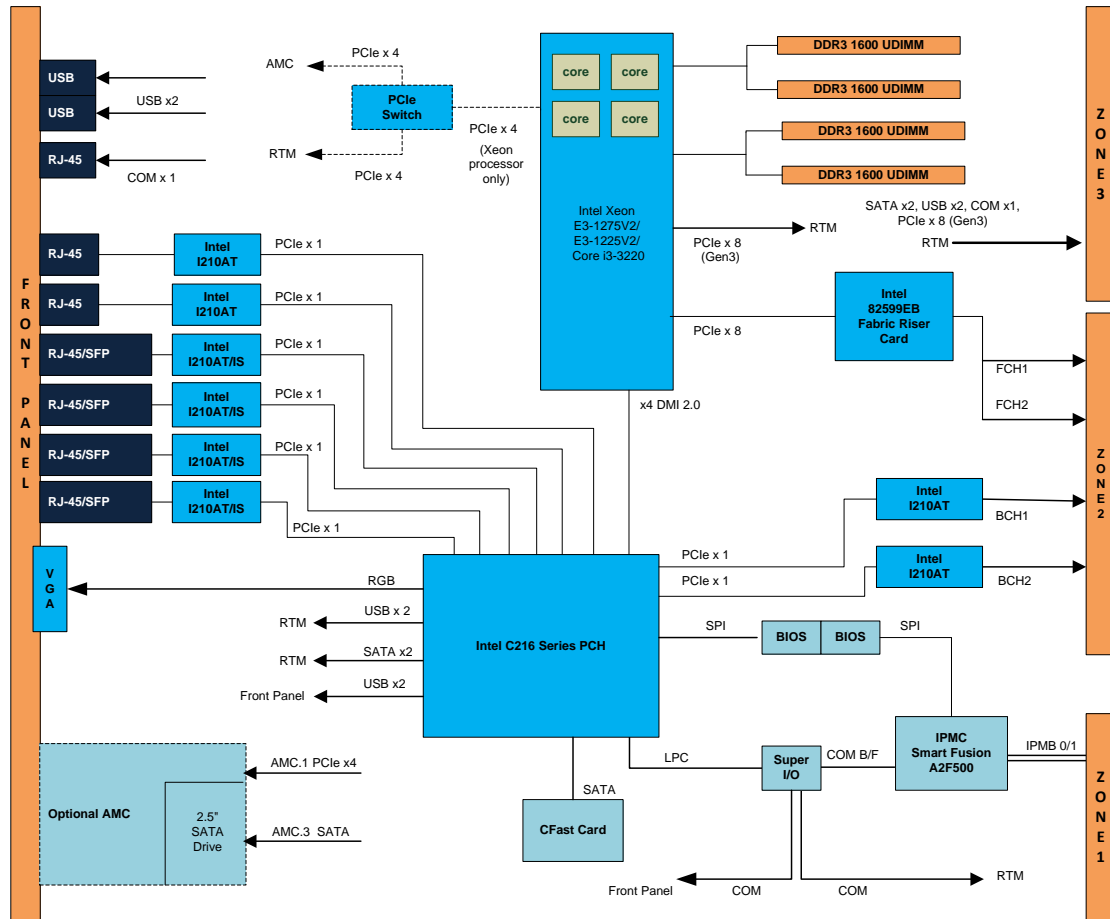 FRONT PANEL
USB
USB
USB x2
RJ-45
COM x 1
AMC
PCIe x 4
PCIe
Switch
RTM
PCIe x 4
PCIe x 4
(Xeon
processor
only)
core
core
core
core
Intel Xeon
E3-1275V2/
E3-1225V2/
Core i3-3220
DDR3 1600 UDIMM
DDR3 1600 UDIMM
DDR3 1600 UDIMM
DDR3 1600 UDIMM
PCIe x 8
(Gen3)
RTM
SATA x2, USB x2, COM x1,
PCIe x 8 (Gen3)
RTM
ZONE3
RJ-45
Intel
I210AT
PCIe x 1
RJ-45
Intel
I210AT
PCIe x 1
RJ-45/SFP
Intel
I210AT/IS
PCIe x 1
RJ-45/SFP
Intel
I210AT/IS
PCIe x 1
RJ-45/SFP
Intel
I210AT/IS
PCIe x 1
RJ-45/SFP
Intel
I210AT/IS
PCIe x 1
PCIe x 8
Intel
82599EB
Fabric Riser
Card
FCH1
FCH2
x4 DMI 2.0
ZONE2
Intel
I210AT
BCH1
Intel
I210AT
BCH2
PCIe x 1
PCIe x 1
VGA
RGB
USB x 2
RTM
SATA x2
RTM
USB x2
Front Panel
Intel C216 Series PCH
SPI
BIOS
BIOS
SPI
IPMC
Smart Fusion
A2F500
IPMB 0/1
ZONE1
LPC
Super
I/O
COM B/F
SATA
CFast Card
Optional AMC
2.5"
SATA
Drive
AMC.1 PCIe x4
AMC.3 SATA
Front Panel
COM
COM
RTM